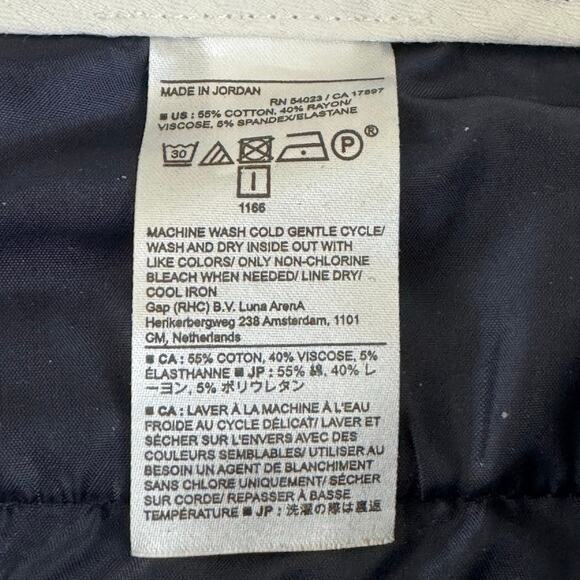 MADE IN JORDAN
RN 54023 / CA 17897
■ US : 55% COTTON, 40% RAYON/
VISCOSE, 5% SPANDEX/ELASTANE
30 P ®
I
1166
MACHINE WASH COLD GENTLE CYCLE/
WASH AND DRY INSIDE OUT WITH
LIKE COLORS/ ONLY NON-CHLORINE
BLEACH WHEN NEEDED/ LINE DRY/
COOL IRON
Gap (RHC) B.V. Luna ArenA
Herikerbergweg 238 Amsterdam, 1101
CM, Netherlands
■ CA : 55% COTON, 40% VISCOSE, 5%
ÉLASTHANNE ■ JP : 55% 綿, 40% レ
ーヨン, 5% ポリウレタン
■ CA : LAVER À LA MACHINE À L'EAU
FROIDE AU CYCLE DÉLICAT/ LAVER ET
SÉCHER SUR L'ENVERS AVEC DES
COULEURS SEMBLABLES/ UTILISER AU
BESOIN UN AGENT DE BLANCHIMENT
SANS CHLORE UNIQUEMENT/ SÉCHER
SUR CORDE/ REPASSER À BASSE
TEMPÉRATURE ■ JP : 洗濯の際は裏返